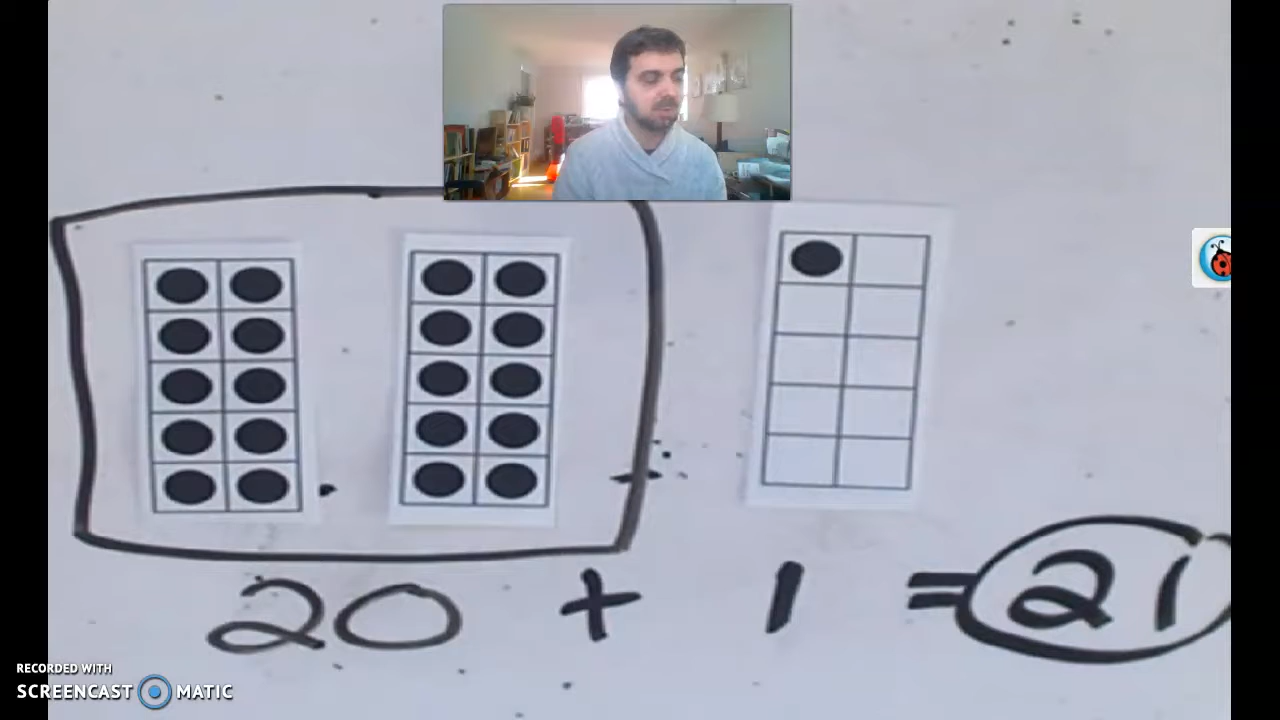 20 + 1 = 21
RECORDED WITH
SCREENCAST MATIC